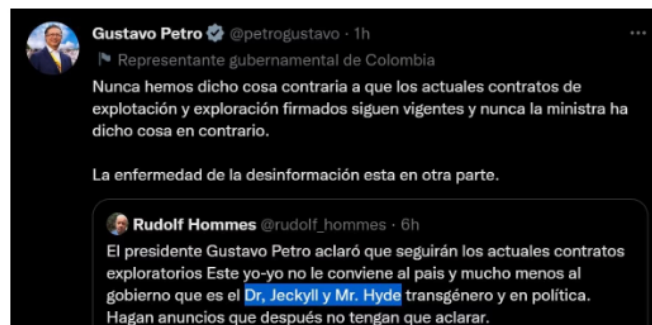 Gustavo Petro @petrogustavo · 1h
Representante gubernamental de Colombia
Nunca hemos dicho cosa contraria a que los actuales contratos de
explotación y exploración firmados siguen vigentes y nunca la ministra ha
dicho cosa en contrario.
La enfermedad de la desinformación esta en otra parte.
Rudolf Hommes @rudolf_hommes · 6h
El presidente Gustavo Petro aclaró que seguirán los actuales contratos
exploratorios Este yo-yo no le conviene al pais y mucho menos al
gobierno que es el Dr, Jeckyll y Mr. Hyde transgénero y en política.
Hagan anuncios que después no tengan que aclarar.